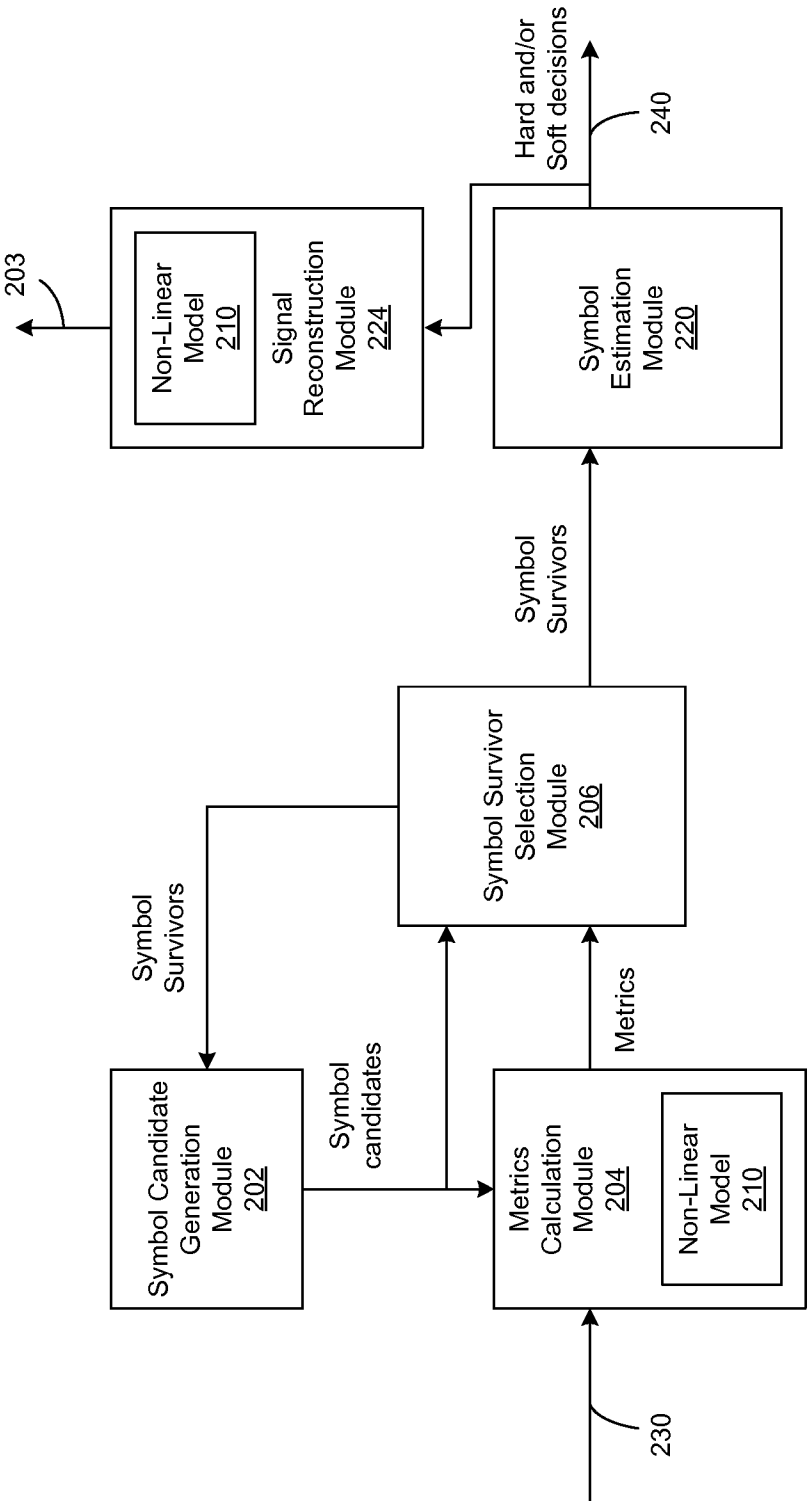 203
Non-Linear
Model
210
Signal
Reconstruction
Module
224
Hard and/or
Soft decisions
240
Symbol
Estimation
Module
220
Symbol
Survivors
Symbol Survivor
Selection
Module
206
Symbol
Survivors
Symbol Candidate
Generation
Module
202
Symbol
candidates
Metrics
Metrics
Calculation
Module
204
Non-Linear
Model
210
230